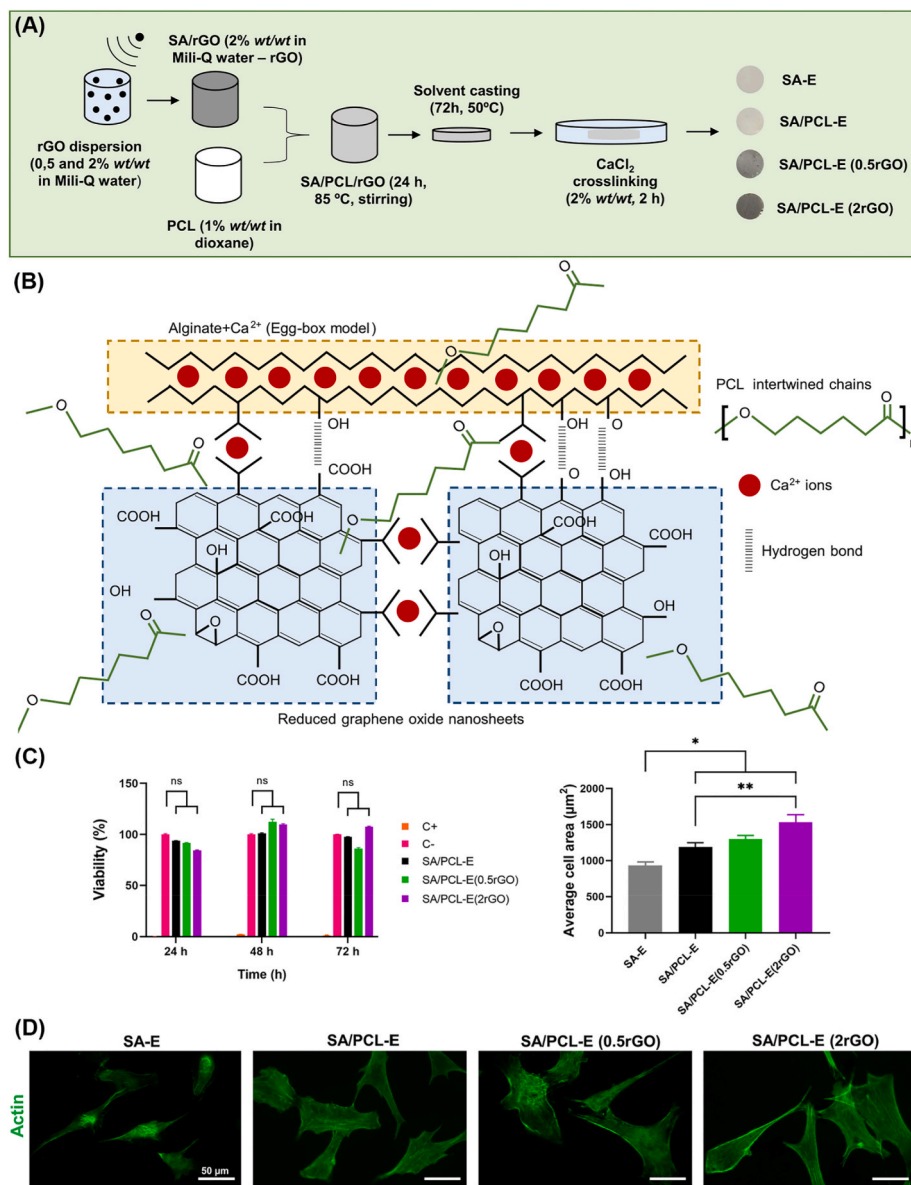 (A)
SA/rGO (2% wt/wt in
Mili-Q water – rGO)
rGO dispersion
(0,5 and 2% wt/wt
in Mili-Q water)
PCL (1% wt/wt in
dioxane)
SA/PCL/rGO (24 h,
85 ºC, stirring)
Solvent casting
(72h, 50ºC)
CaCl2
crosslinking
(2% wt/wt, 2 h)
SA-E
SA/PCL-E
SA/PCL-E (0.5rGO)
SA/PCL-E (2rGO)
(B)
O
Alginate+Ca2+ (Egg-box model)
O
PCL intertwined chains
O
O
O
O
OH
OH
O
COOH
O
OH
O
Ca2+ ions
COOH
COOH
O
COOH
COOH
OH
OH
Hydrogen bond
OH
OH
O
O
O
O
O
COOH
COOH
COOH
COOH
O
Reduced graphene oxide nanosheets
(C)
Viability (%)
150
100
50
0
ns
ns
ns
24 h
48 h
72 h
Time (h)
C+
C-
SA/PCL-E
SA/PCL-E(0.5rGO)
SA/PCL-E(2rGO)
Average cell area (µm2)
2000
1500
1000
500
0
*
**
SA-E
SA/PCL-E
SA/PCL-E(0.5rGO)
SA/PCL-E(2rGO)
(D)
SA-E
SA/PCL-E
SA/PCL-E (0.5rGO)
SA/PCL-E (2rGO)
Actin
50 µm